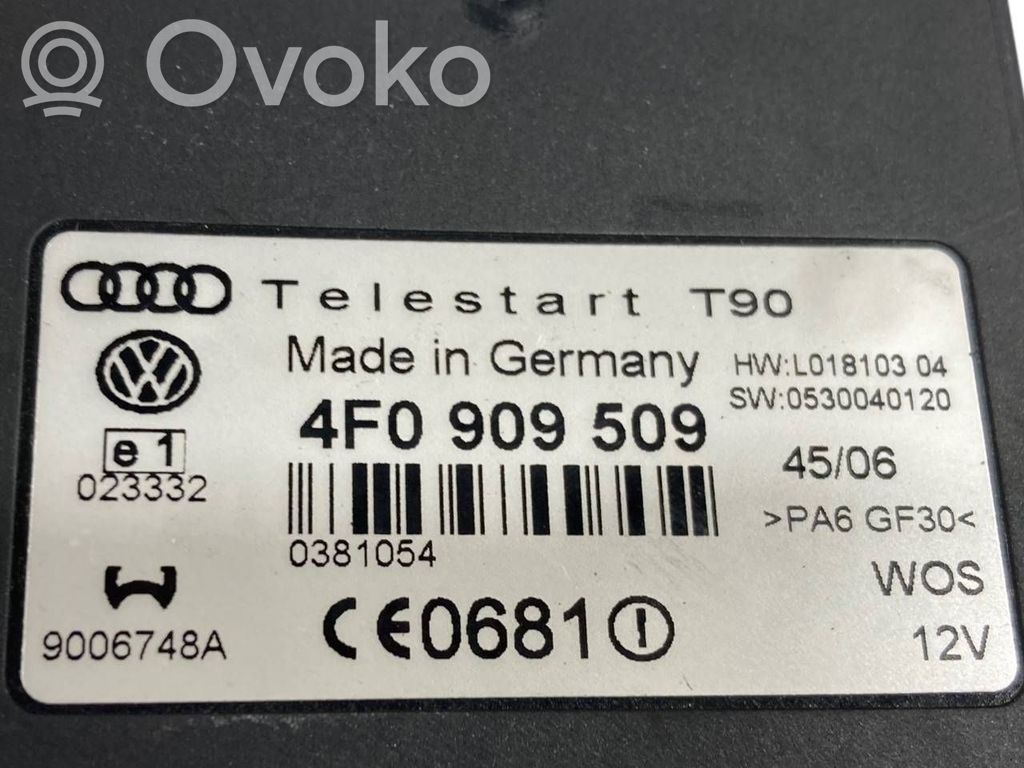 Ovoko
Telestart T90
Made in Germany
HW:L018103 04
SW:0530040120
4F0 909 509
e 1
023332
45/06
>PA6 GF30<
0381054
WOS
9006748A
CE0681
12V